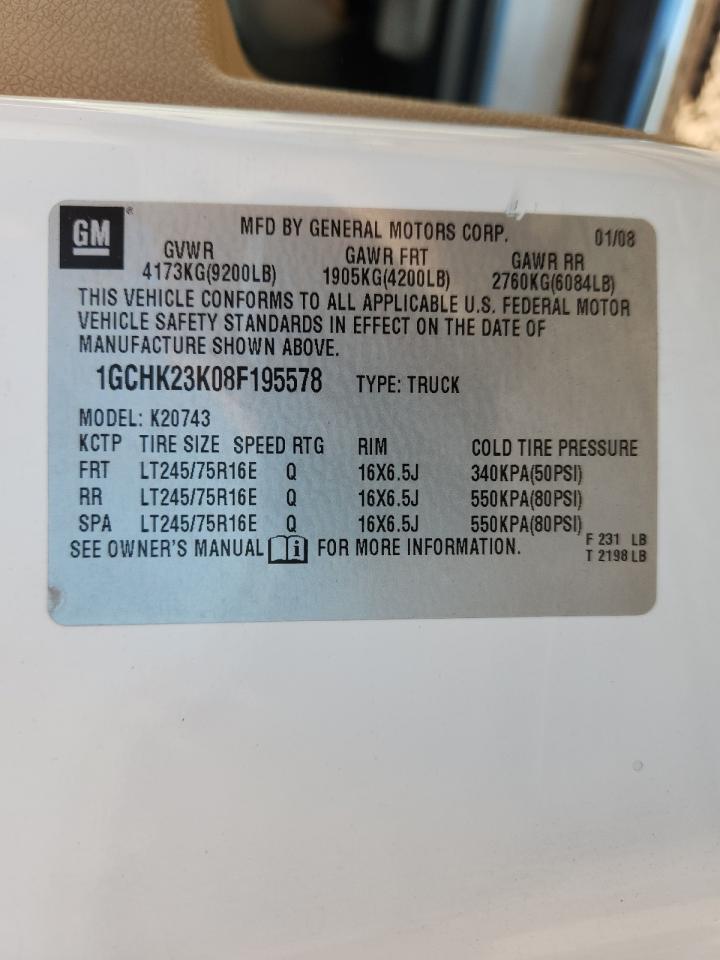 GM
MFD BY GENERAL MOTORS CORP. 01/08
GVWR GAWR FRT GAWR RR
4173KG(9200LB) 1905KG(4200LB) 2760KG(6084LB)
THIS VEHICLE CONFORMS TO ALL APPLICABLE U.S. FEDERAL MOTOR
VEHICLE SAFETY STANDARDS IN EFFECT ON THE DATE OF
MANUFACTURE SHOWN ABOVE.
1GCHK23K08F195578 TYPE: TRUCK
MODEL: K20743
KCTP TIRE SIZE SPEED RTG RIM COLD TIRE PRESSURE
FRT LT245/75R16E Q 16X6.5J 340KPA(50PSI)
RR LT245/75R16E Q 16X6.5J 550KPA(80PSI)
SPA LT245/75R16E Q 16X6.5J 550KPA(80PSI)
SEE OWNER'S MANUAL i FOR MORE INFORMATION.
F 231 LB
T 2198 LB